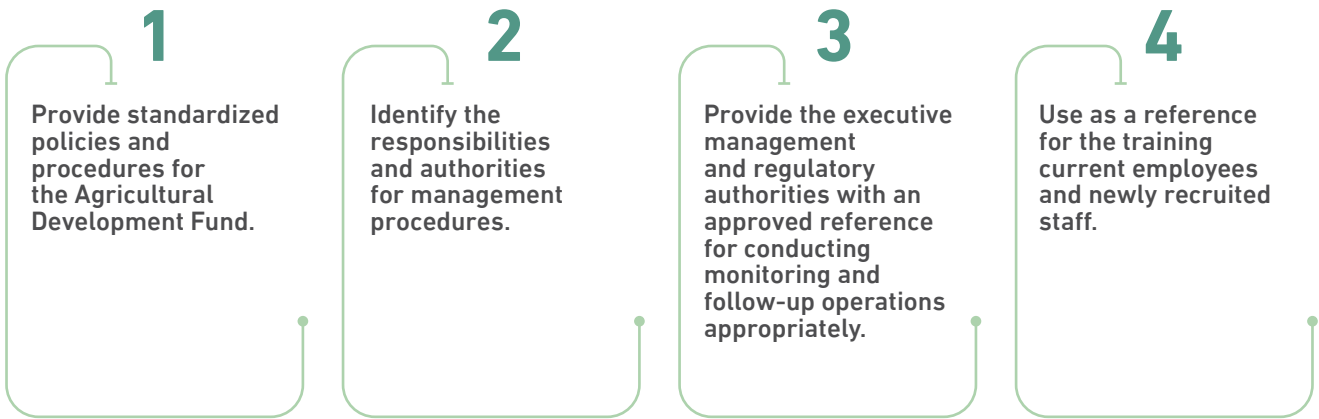 1
Provide standardized
policies and
procedures for
the Agricultural
Development Fund.
2
Identify the
responsibilities
and authorities
for management
procedures.
3
Provide the executive
management
and regulatory
authorities with an
approved reference
for conducting
monitoring and
follow-up operations
appropriately.
4
Use as a reference
for the training
current employees
and newly recruited
staff.